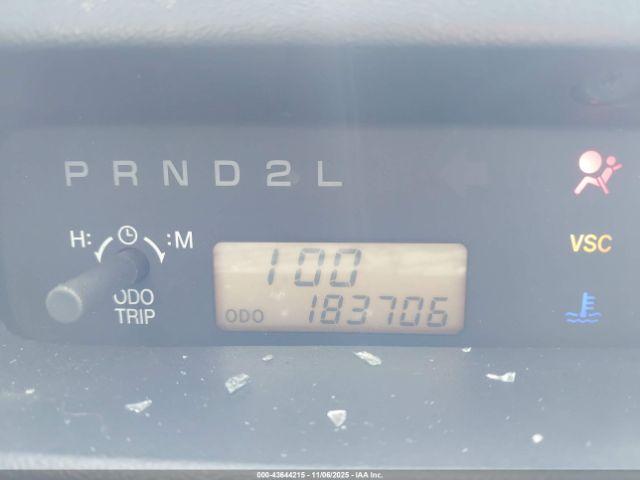 P R N D 2 L
H: :M
VSC
100
ODO
TRIP
ODO 183706
000-43644215 - 11/06/2025 - IAA Inc.